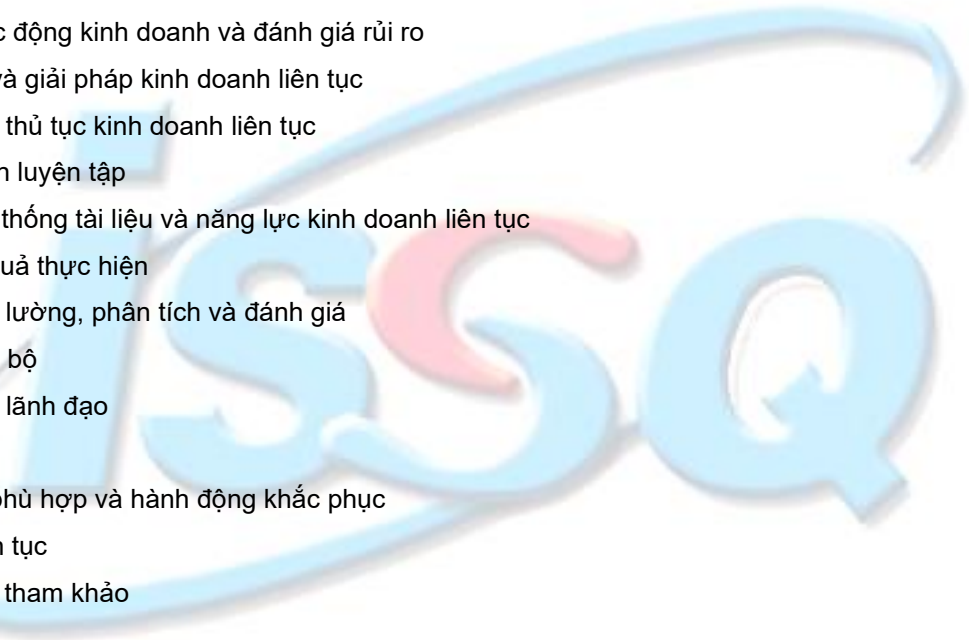 động kinh doanh và đánh giá rủi ro
và giải pháp kinh doanh liên tục
thủ tục kinh doanh liên tục
luyện tập
thống tài liệu và năng lực kinh doanh liên tục
thực hiện
lường, phân tích và đánh giá
bộ
lãnh đạo
phù hợp và hành động khắc phục
tục
tham khảo
issQ